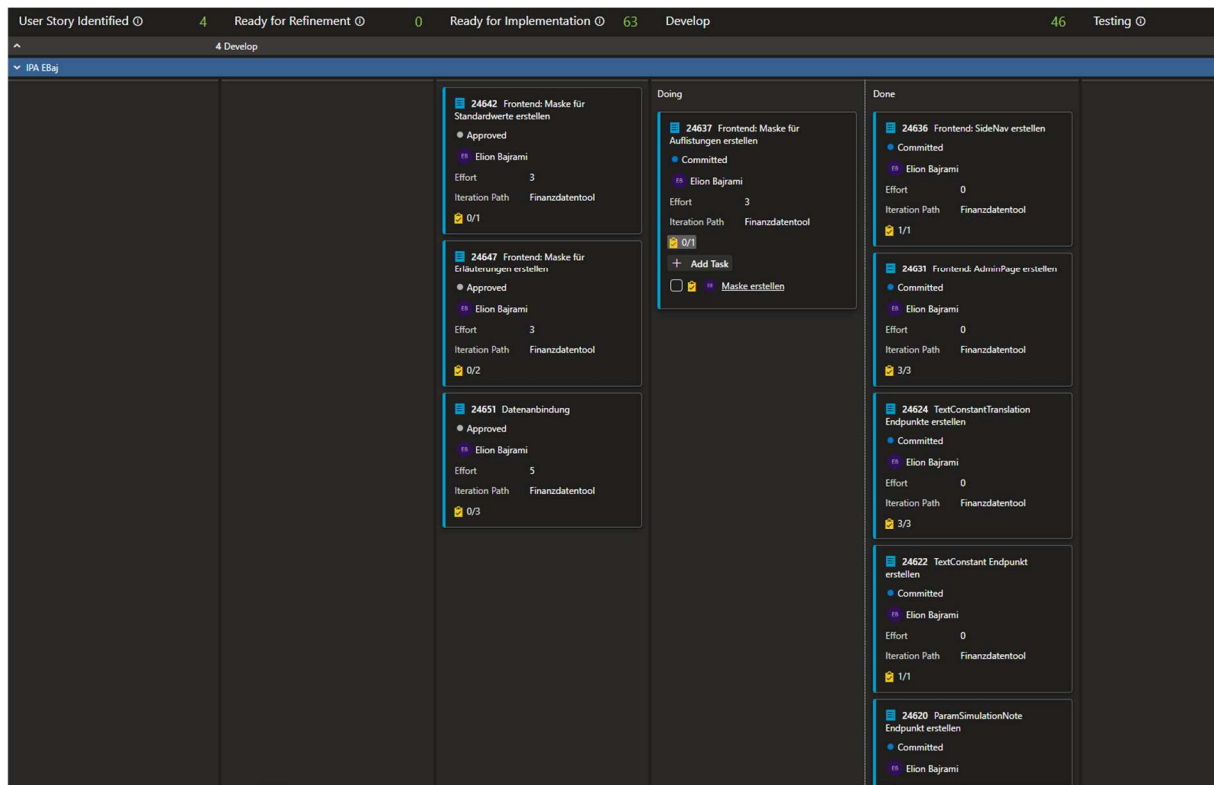 User Story Identified 4 Ready for Refinement 0 Ready for Implementation 63 Develop 46 Testing
4 Develop
IPA EBaj
24642 Frontend: Maske für
Standardwerte erstellen
Approved
EB Elion Bajrami
Effort 3
Iteration Path Finanzdatentool
0/1
24647 Frontend: Maske für
Erläuterungen erstellen
Approved
EB Elion Bajrami
Effort 3
Iteration Path Finanzdatentool
0/2
24651 Datenanbindung
Approved
EB Elion Bajrami
Effort 5
Iteration Path Finanzdatentool
0/3
Doing
24637 Frontend: Maske für
Auflistungen erstellen
Committed
EB Elion Bajrami
Effort 3
Iteration Path Finanzdatentool
0/1
+ Add Task
EB Maske erstellen
Done
24636 Frontend: SideNav erstellen
Committed
EB Elion Bajrami
Effort 0
Iteration Path Finanzdatentool
1/1
24631 Frontend: AdminPage erstellen
Committed
EB Elion Bajrami
Effort 0
Iteration Path Finanzdatentool
3/3
24624 TextConstantTranslation
Endpunkte erstellen
Committed
EB Elion Bajrami
Effort 0
Iteration Path Finanzdatentool
3/3
24622 TextConstant Endpunkt
erstellen
Committed
EB Elion Bajrami
Effort 0
Iteration Path Finanzdatentool
1/1
24620 ParamSimulationNote
Endpunkt erstellen
Committed
EB Elion Bajrami